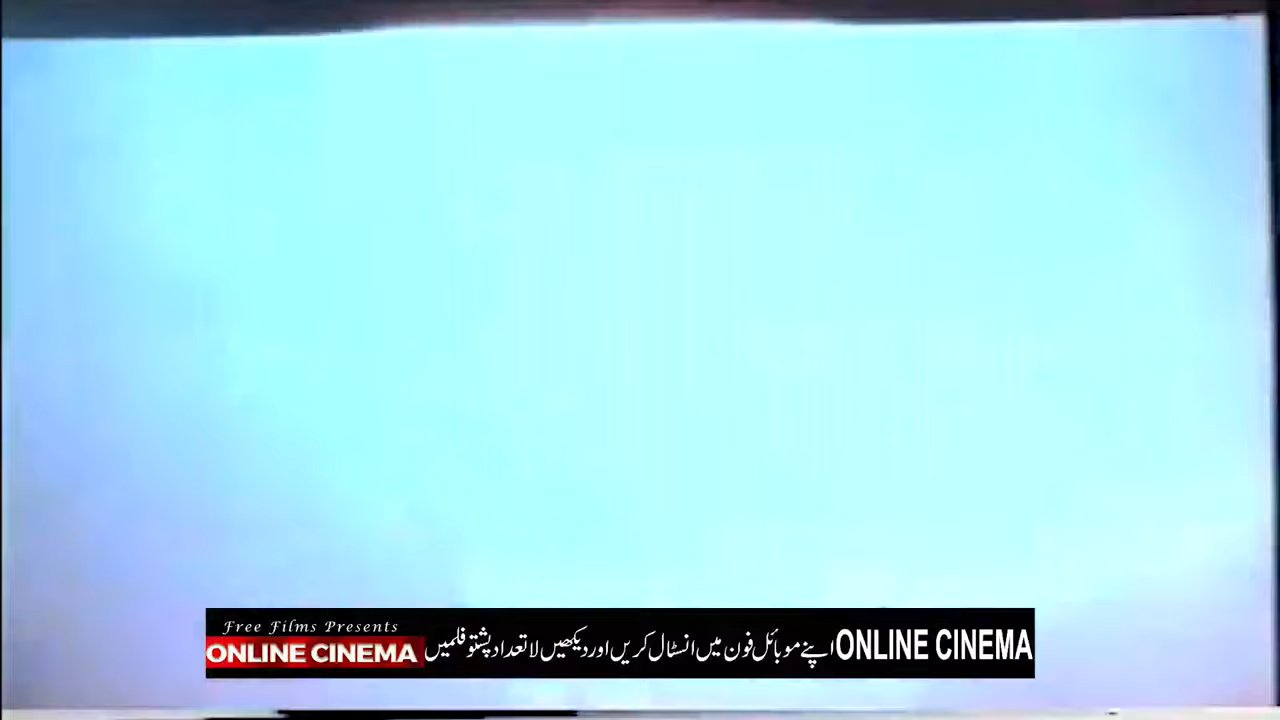 Free Films Presents
ONLINE CINEMA
ONLINE CINEMA اپنے موبائل فون میں انسٹال کریں اور دیکھیں لاتعداد پشتو فلمیں